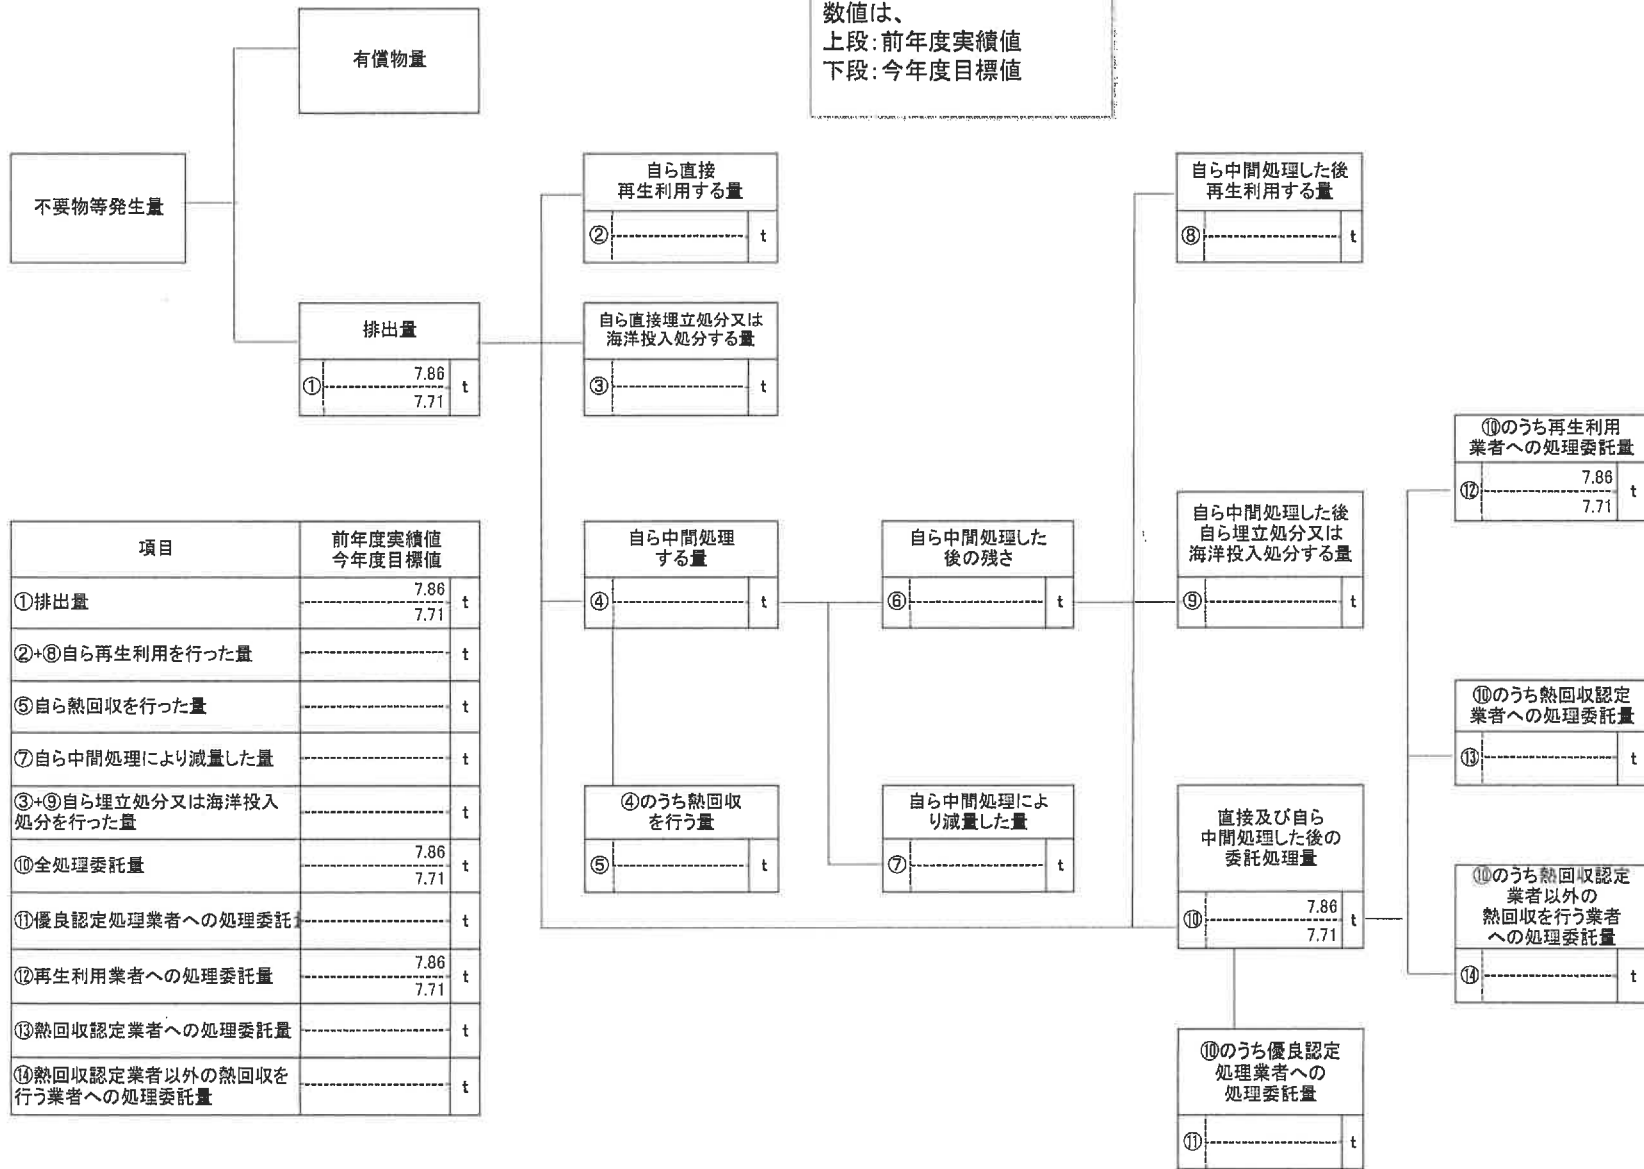 数値は、
上段:前年度実績値
下段:今年度目標値
有償物量
不要物等発生量
排出量
①
7.86
7.71
t
自ら直接
再生利用する量
②
t
自ら直接埋立処分又は
海洋投入処分する量
③
t
自ら中間処理
する量
④
t
④のうち熱回収
を行う量
⑤
t
自ら中間処理した
後の残さ
⑥
t
自ら中間処理によ
り減量した量
⑦
t
自ら中間処理した後
再生利用する量
⑧
t
自ら中間処理した後
自ら埋立処分又は
海洋投入処分する量
⑨
t
直接及び自ら
中間処理した後の
委託処理量
⑩
7.86
7.71
t
⑩のうち優良認定
処理業者への
処理委託量
⑪
t
⑩のうち再生利用
業者への処理委託量
⑫
7.86
7.71
t
⑩のうち熱回収認定
業者への処理委託量
⑬
t
⑩のうち熱回収認定
業者以外の
熱回収を行う業者
への処理委託量
⑭
t
項目
前年度実績値
今年度目標値
①排出量
7.86
7.71
t
②+⑧自ら再生利用を行った量
t
⑤自ら熱回収を行った量
t
⑦自ら中間処理により減量した量
t
③+⑨自ら埋立処分又は海洋投入
処分を行った量
t
⑩全処理委託量
7.86
7.71
t
⑪優良認定処理業者への処理委託
t
⑫再生利用業者への処理委託量
7.86
7.71
t
⑬熱回収認定業者への処理委託量
t
⑭熱回収認定業者以外の熱回収を
行う業者への処理委託量
t